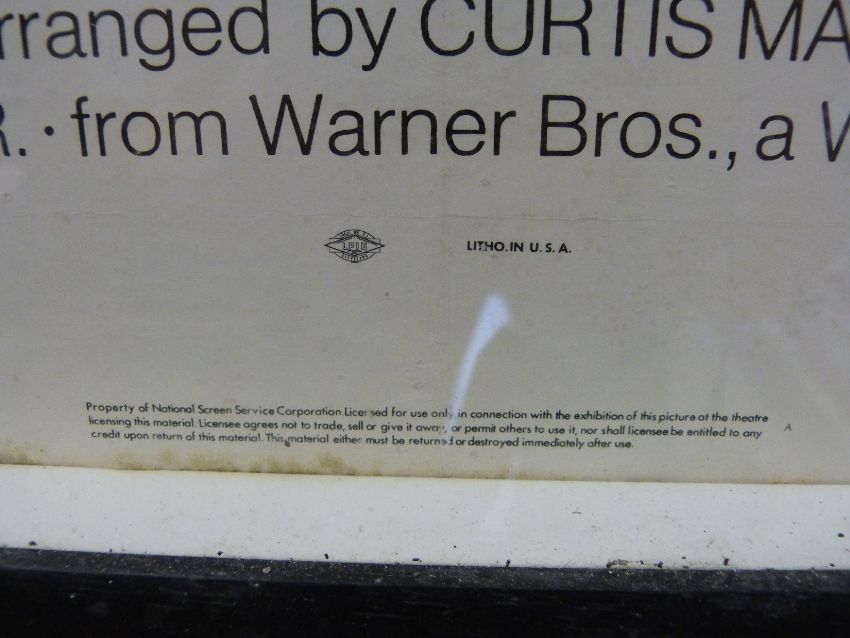 rranged by CURTIS MA
R. · from Warner Bros., a W
LPIU
LITHO. IN U. S. A.
Property of National Screen Service Corporation. Licensed for use only in connection with the exhibition of this picture at the theatre
licensing this material. Licensee agrees not to trade, sell or give it away, or permit others to use it, nor shall licensee be entitled to any
credit upon return of this material. This material either must be returned or destroyed immediately after use.
A